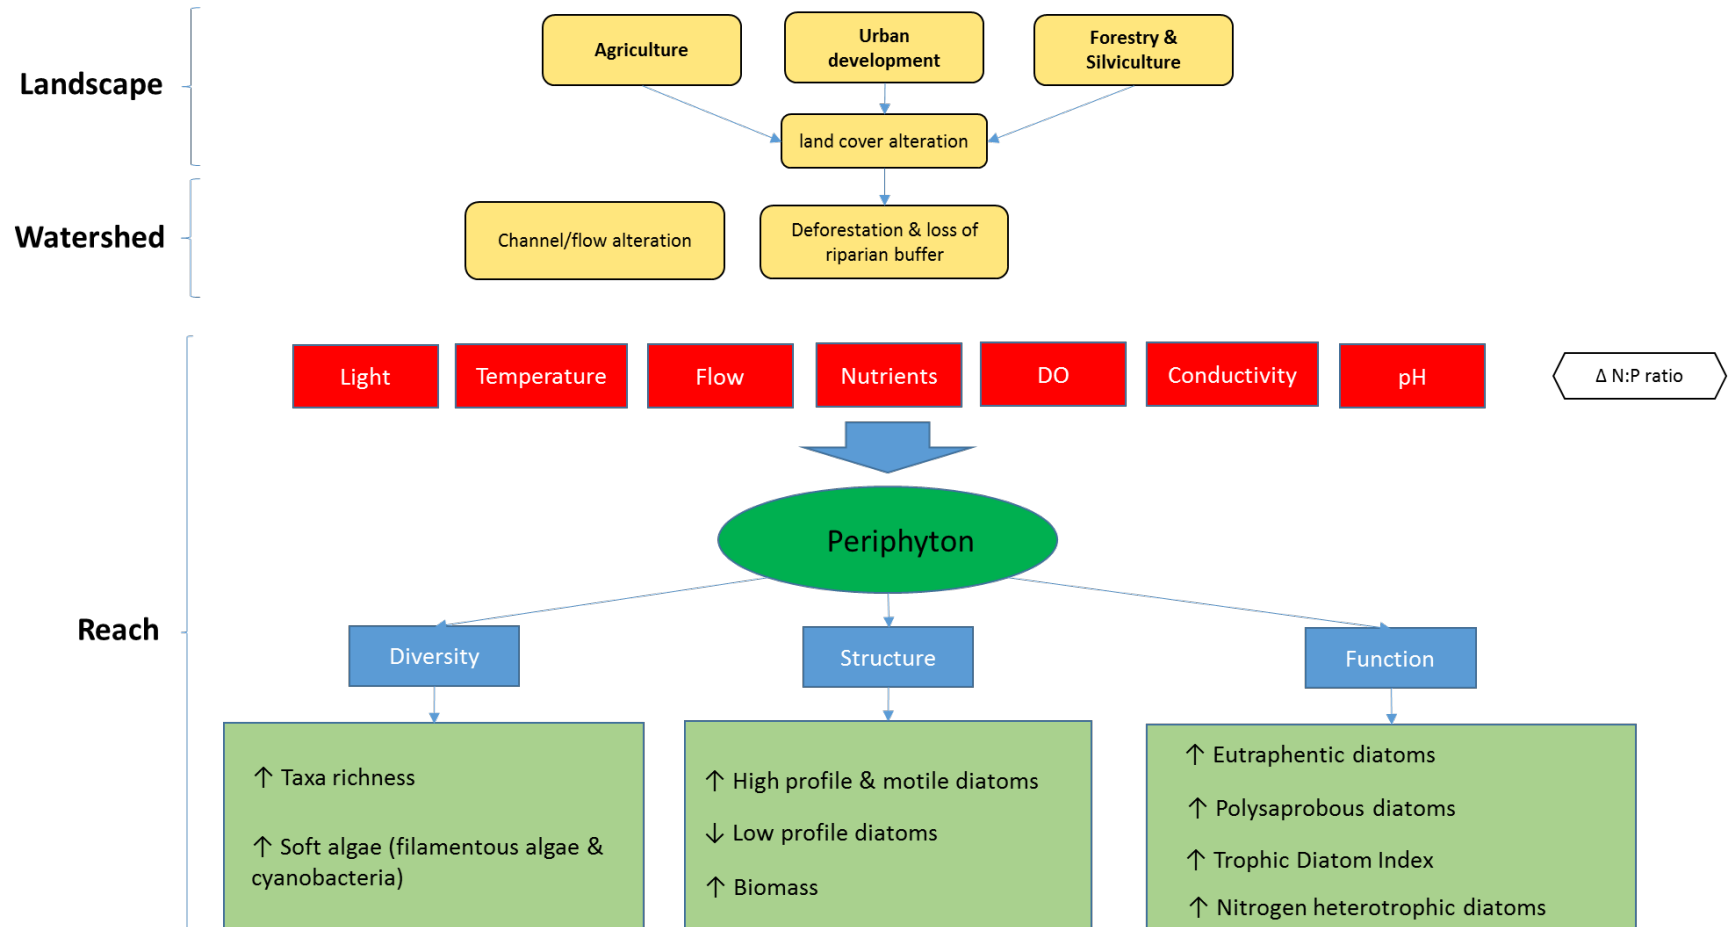 Landscape
Agriculture
Urban
development
Forestry &
Silviculture
land cover alteration
Watershed
Channel/flow alteration
Deforestation & loss of
riparian buffer
Reach
Light
Temperature
Flow
Nutrients
DO
Conductivity
pH
Δ N:P ratio
Periphyton
Diversity
Structure
Function
↑ Taxa richness
↑ Soft algae (filamentous algae &
cyanobacteria)
↑ High profile & motile diatoms
↓ Low profile diatoms
↑ Biomass
↑ Eutraphentic diatoms
↑ Polysaprobous diatoms
↑ Trophic Diatom Index
↑ Nitrogen heterotrophic diatoms